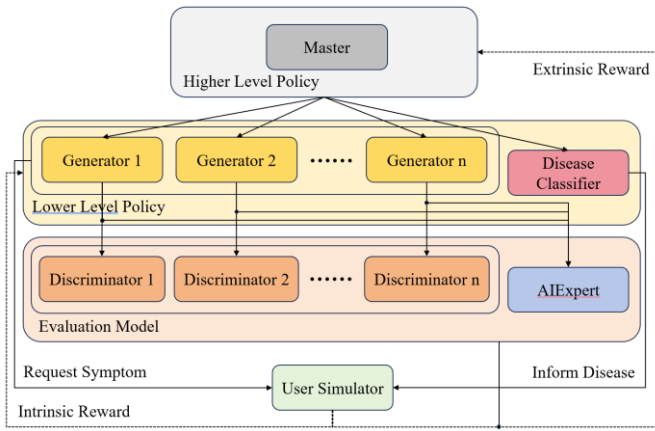 Master
Higher Level Policy
Extrinsic Reward
Generator 1
Generator 2
Generator n
Disease
Classifier
Lower Level Policy
Discriminator 1
Discriminator 2
Discriminator n
AIExpert
Evaluation Model
Request Symptom
User Simulator
Inform Disease
Intrinsic Reward